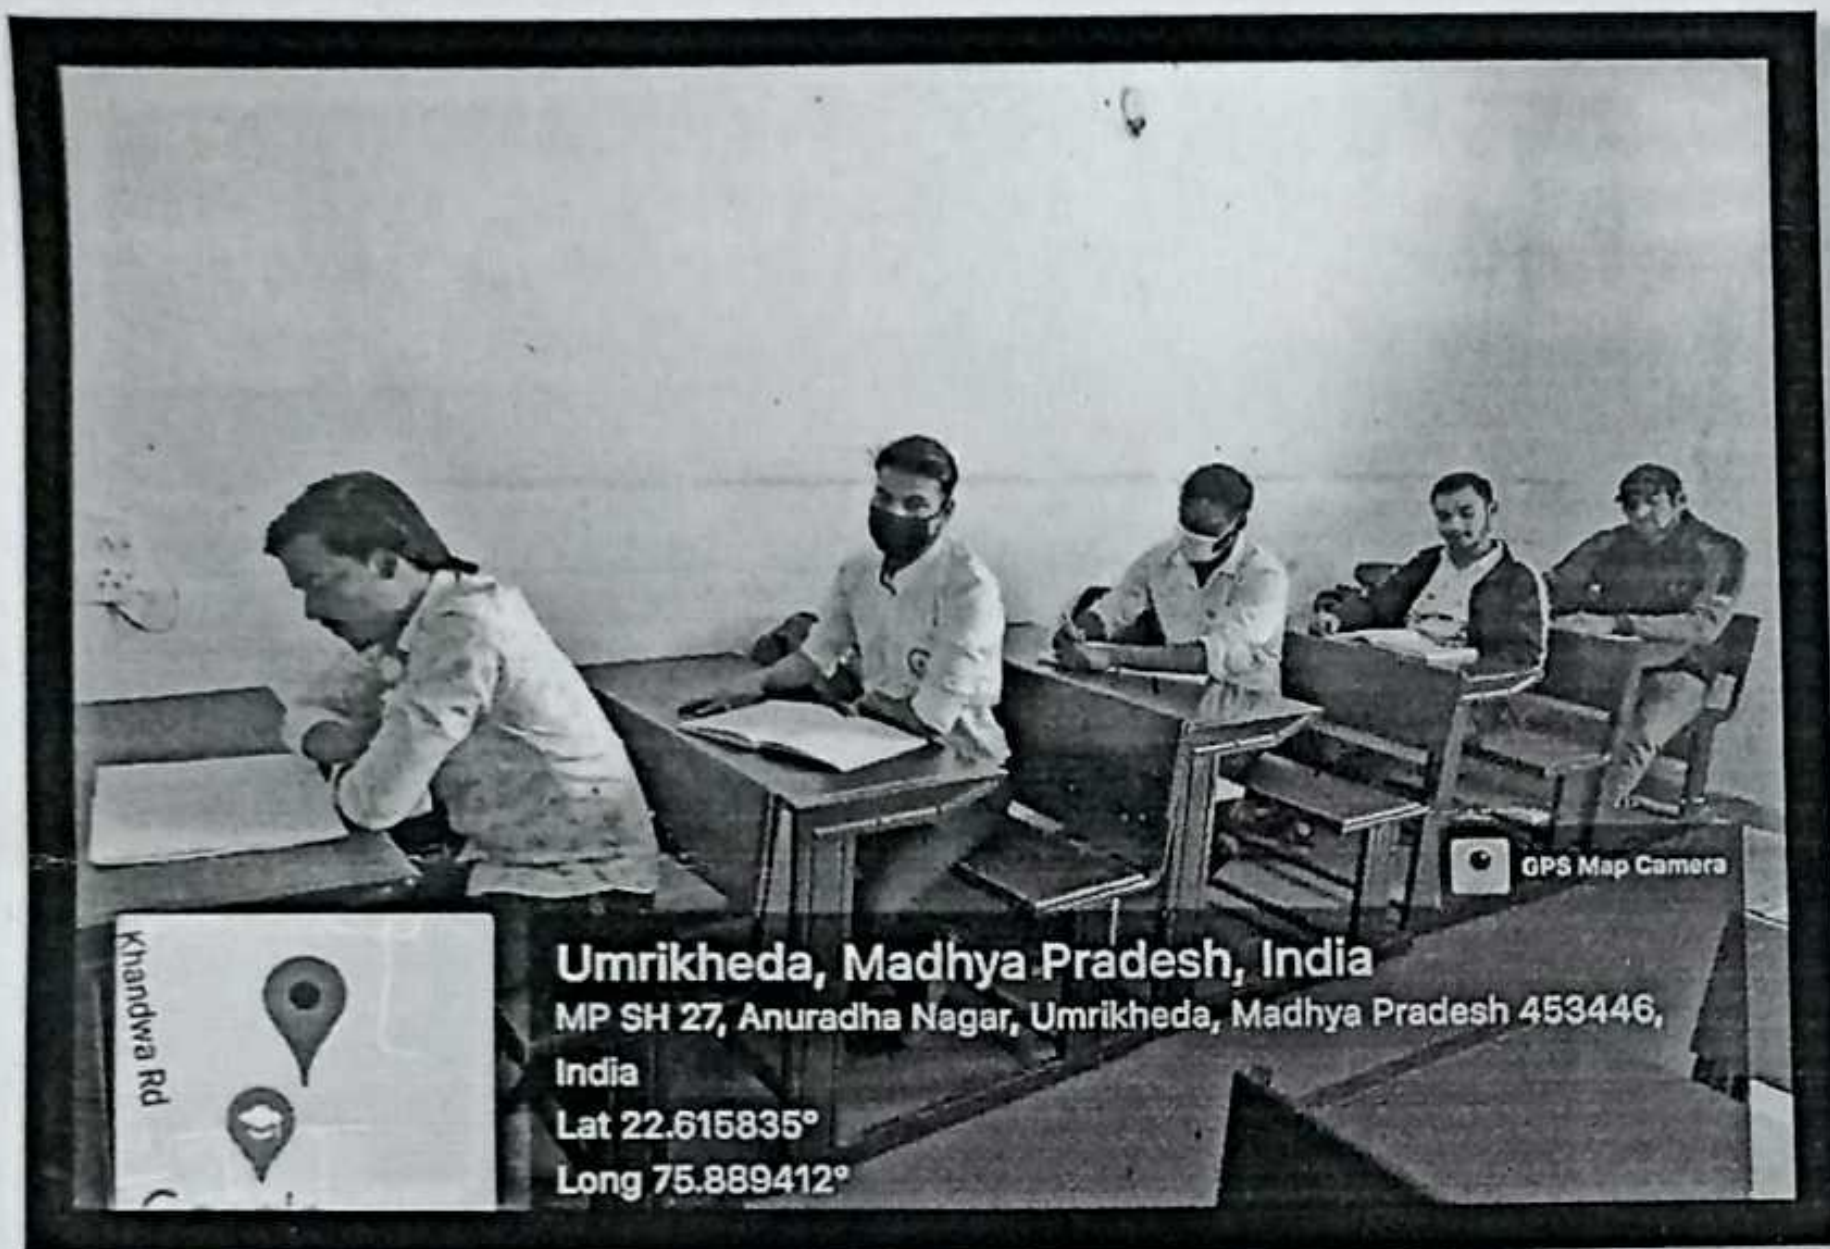 GPS Map Camera
Khandwa Rd
Umrikheda, Madhya Pradesh, India
MP SH 27, Anuradha Nagar, Umrikheda, Madhya Pradesh 453446,
India
Lat 22.615835°
Long 75.889412°